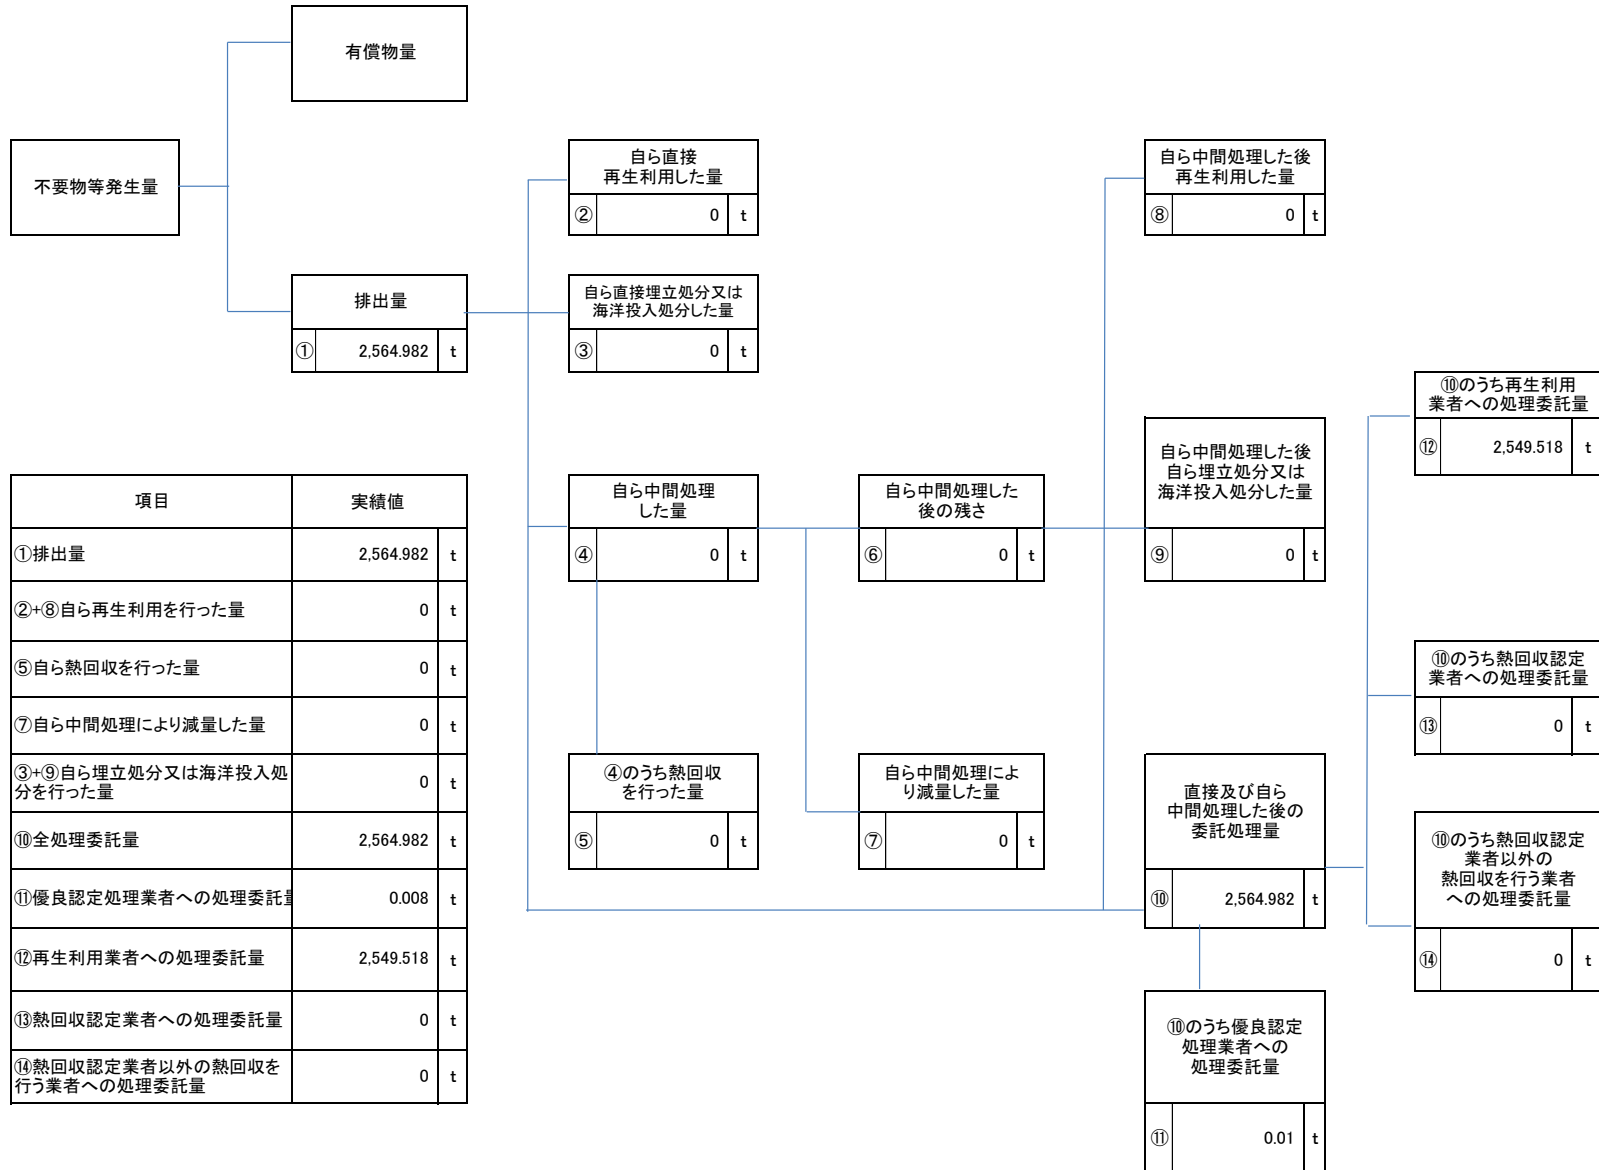 有償物量
不要物等発生量
排出量
① 2,564.982 t
自ら直接
再生利用した量
② 0 t
自ら直接埋立処分又は
海洋投入処分した量
③ 0 t
自ら中間処理
した量
④ 0 t
④のうち熱回収
を行った量
⑤ 0 t
自ら中間処理した
後の残さ
⑥ 0 t
自ら中間処理によ
り減量した量
⑦ 0 t
自ら中間処理した後
再生利用した量
⑧ 0 t
自ら中間処理した後
自ら埋立処分又は
海洋投入処分した量
⑨ 0 t
直接及び自ら
中間処理した後の
委託処理量
⑩ 2,564.982 t
⑩のうち優良認定
処理業者への
処理委託量
⑪ 0.01 t
⑩のうち再生利用
業者への処理委託量
⑫ 2,549.518 t
⑩のうち熱回収認定
業者への処理委託量
⑬ 0 t
⑩のうち熱回収認定
業者以外の
熱回収を行う業者
への処理委託量
⑭ 0 t
項目 実績値
①排出量 2,564.982 t
②+⑧自ら再生利用を行った量 0 t
⑤自ら熱回収を行った量 0 t
⑦自ら中間処理により減量した量 0 t
③+⑨自ら埋立処分又は海洋投入処
分を行った量 0 t
⑩全処理委託量 2,564.982 t
⑪優良認定処理業者への処理委託量 0.008 t
⑫再生利用業者への処理委託量 2,549.518 t
⑬熱回収認定業者への処理委託量 0 t
⑭熱回収認定業者以外の熱回収を
行う業者への処理委託量 0 t